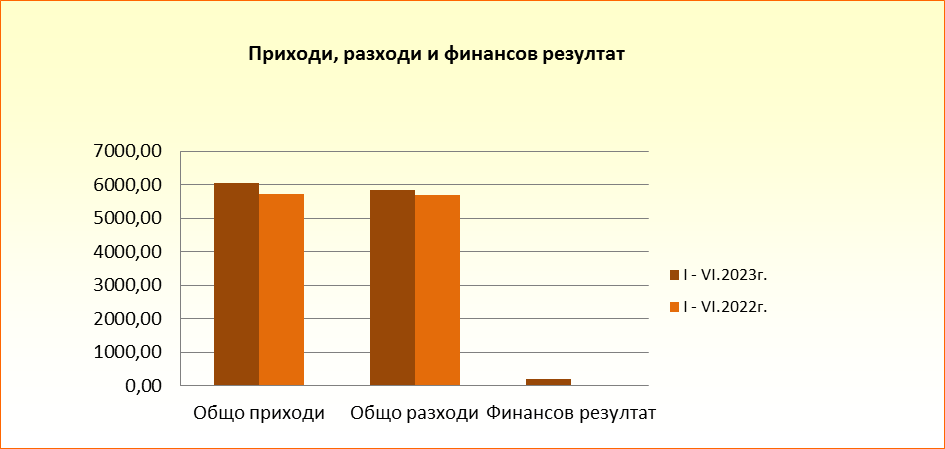 Приходи, разходи и финансов резултат
7000,00
6000,00
5000,00
4000,00
3000,00
2000,00
1000,00
0,00
Общо приходи Общо разходи Финансов резултат
I - VI.2023г.
I - VI.2022г.